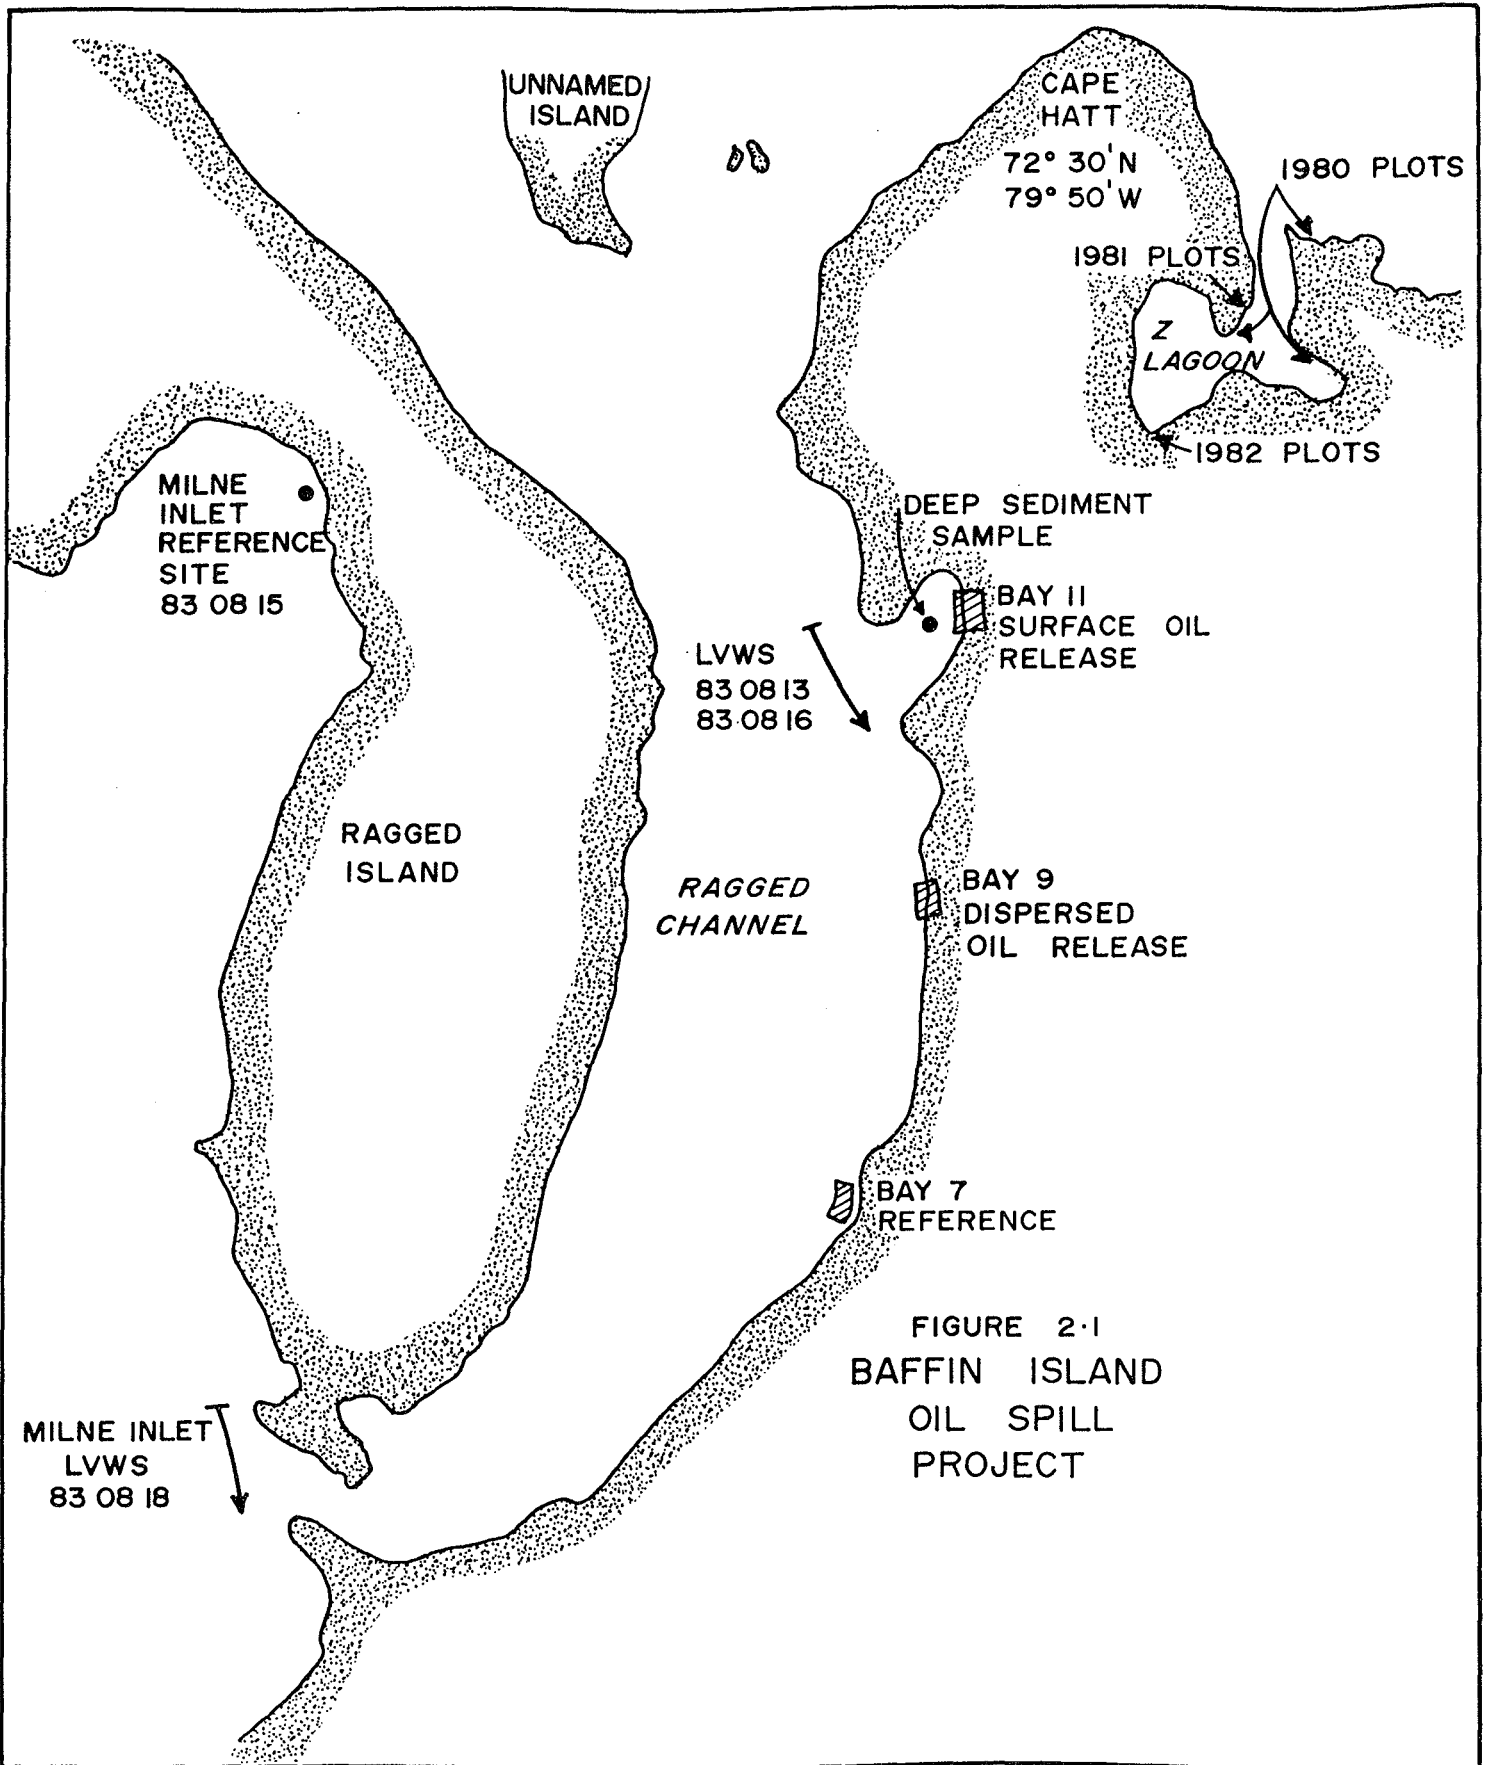 UNNAMED
ISLAND
CAPE
HATT
72° 30'N
79° 50'W
1980 PLOTS
1981 PLOTS
Z
LAGOON
1982 PLOTS
MILNE
INLET
REFERENCE
SITE
83 08 15
DEEP SEDIMENT
SAMPLE
BAY 11
SURFACE OIL
RELEASE
LVWS
83 08 13
83·08 16
RAGGED
ISLAND
RAGGED
CHANNEL
BAY 9
DISPERSED
OIL RELEASE
BAY 7
REFERENCE
FIGURE 2·1
BAFFIN ISLAND
OIL SPILL
PROJECT
MILNE INLET
LVWS
83 08 18